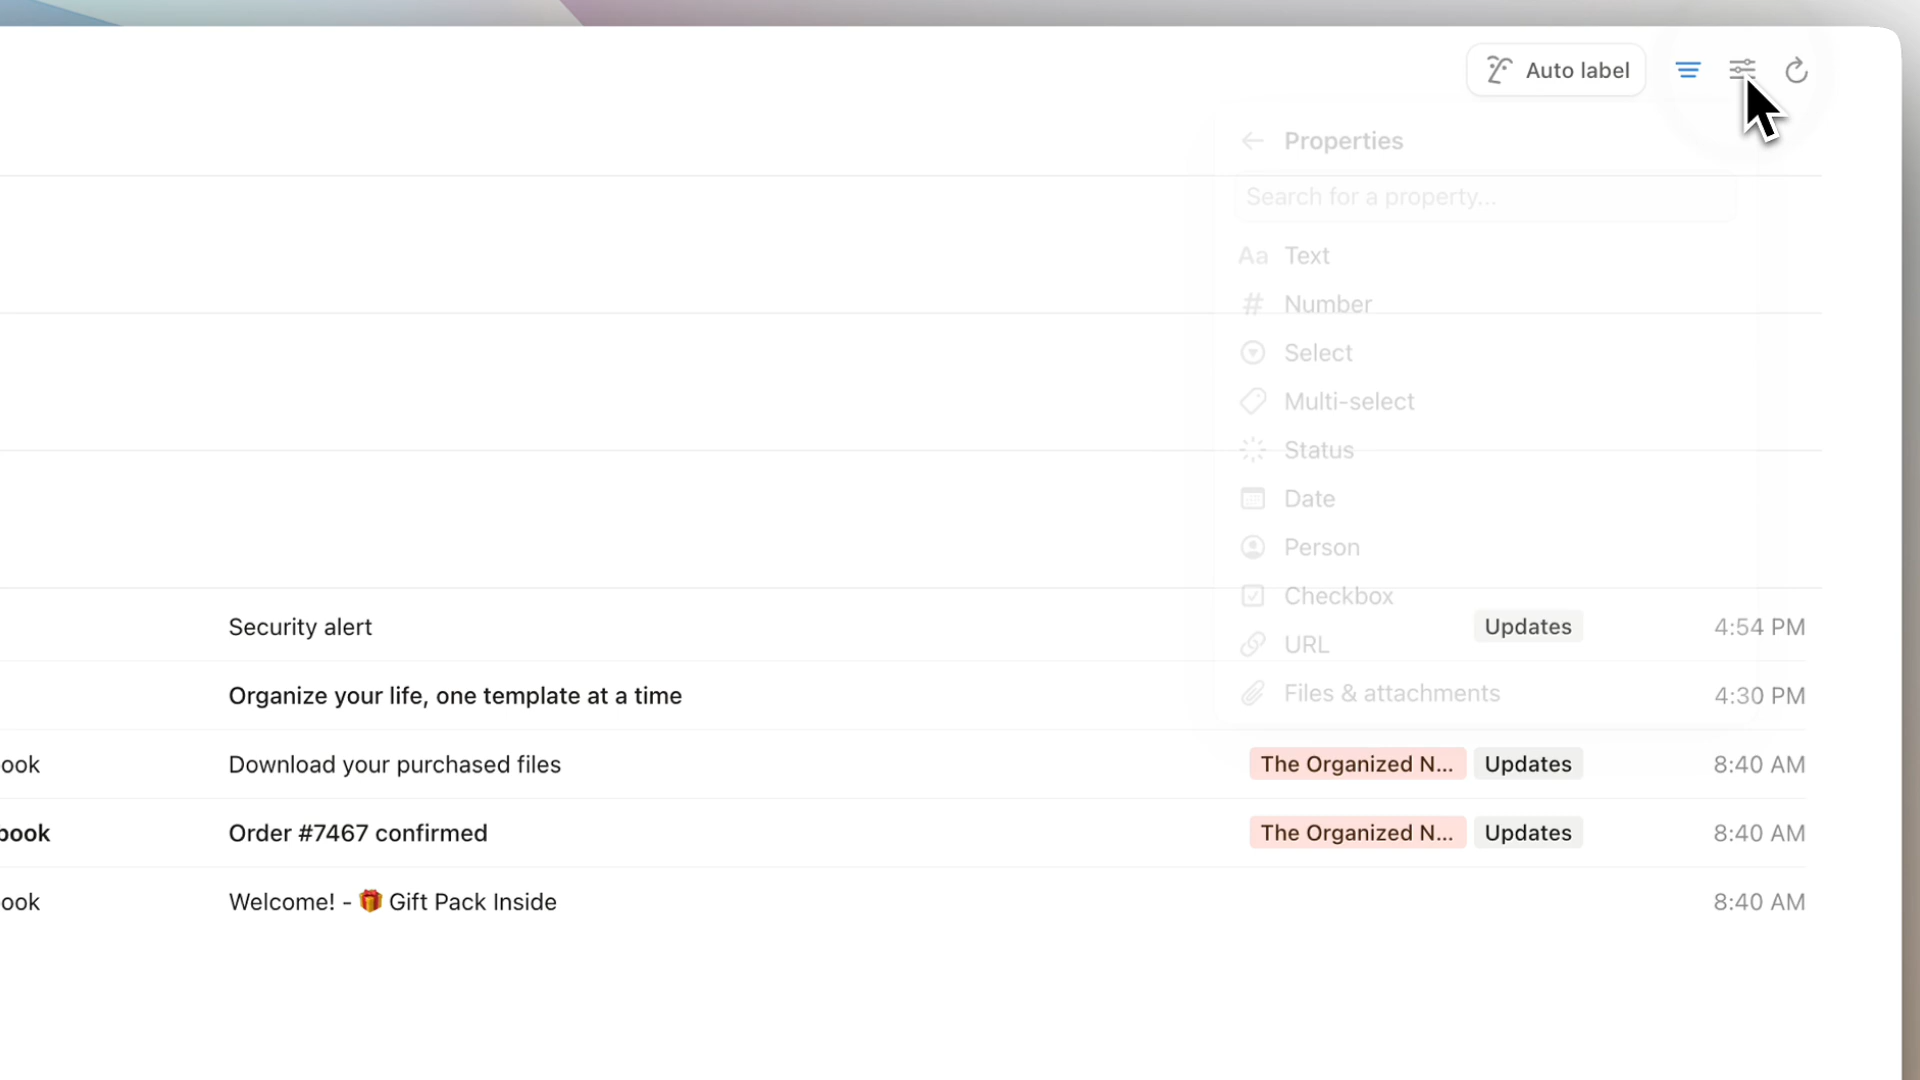 Auto label
Properties
Search for a property...
Aa Text
# Number
Select
Multi-select
Status
Date
Person
Checkbox
URL
Files & attachments
Security alert Updates 4:54 PM
Organize your life, one template at a time 4:30 PM
ook Download your purchased files The Organized N... Updates 8:40 AM
book Order #7467 confirmed The Organized N... Updates 8:40 AM
ook Welcome! - 🎁 Gift Pack Inside 8:40 AM